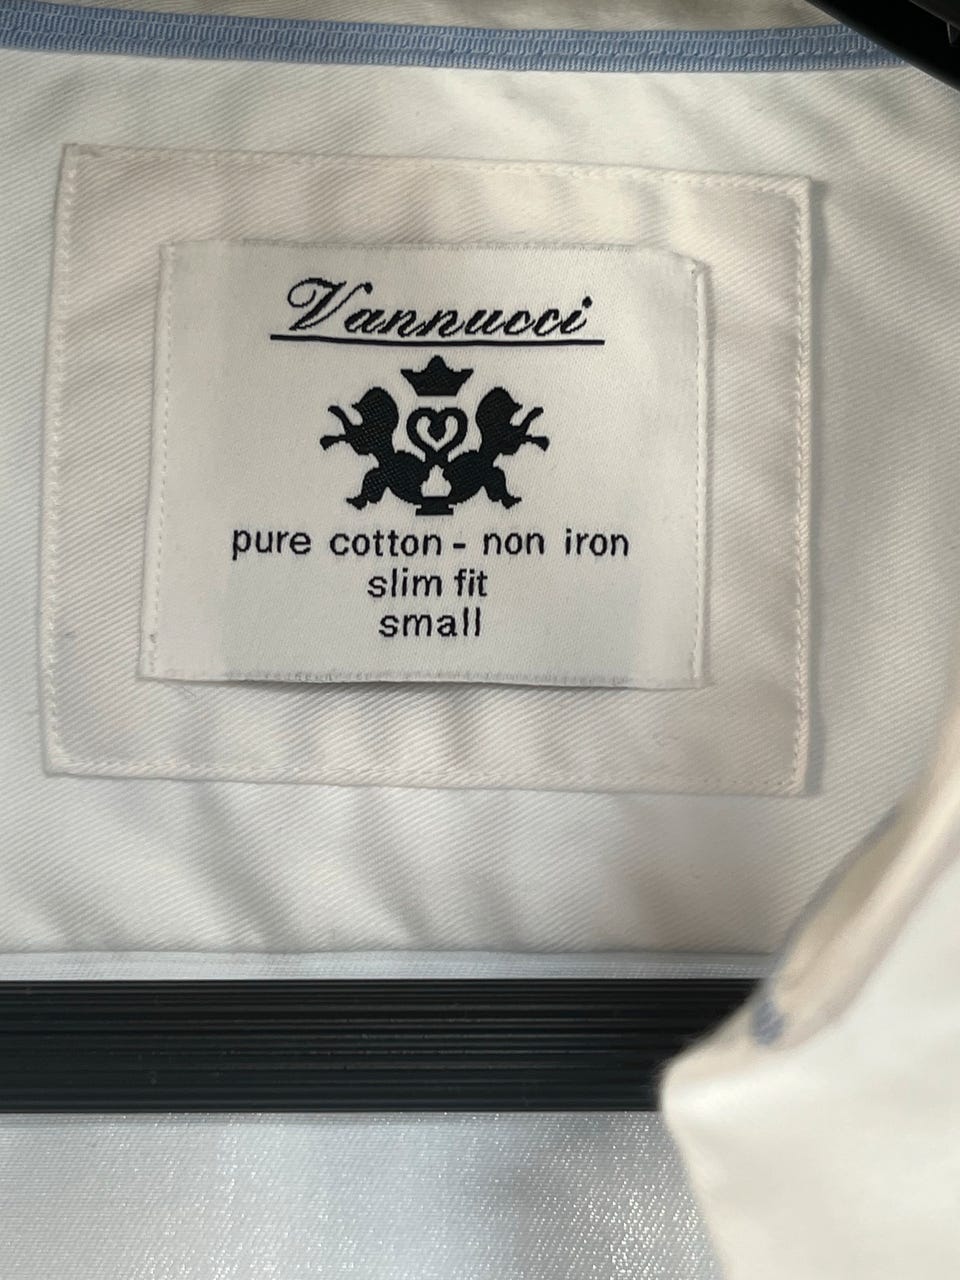 Vannucci
pure cotton - non iron
slim fit
small